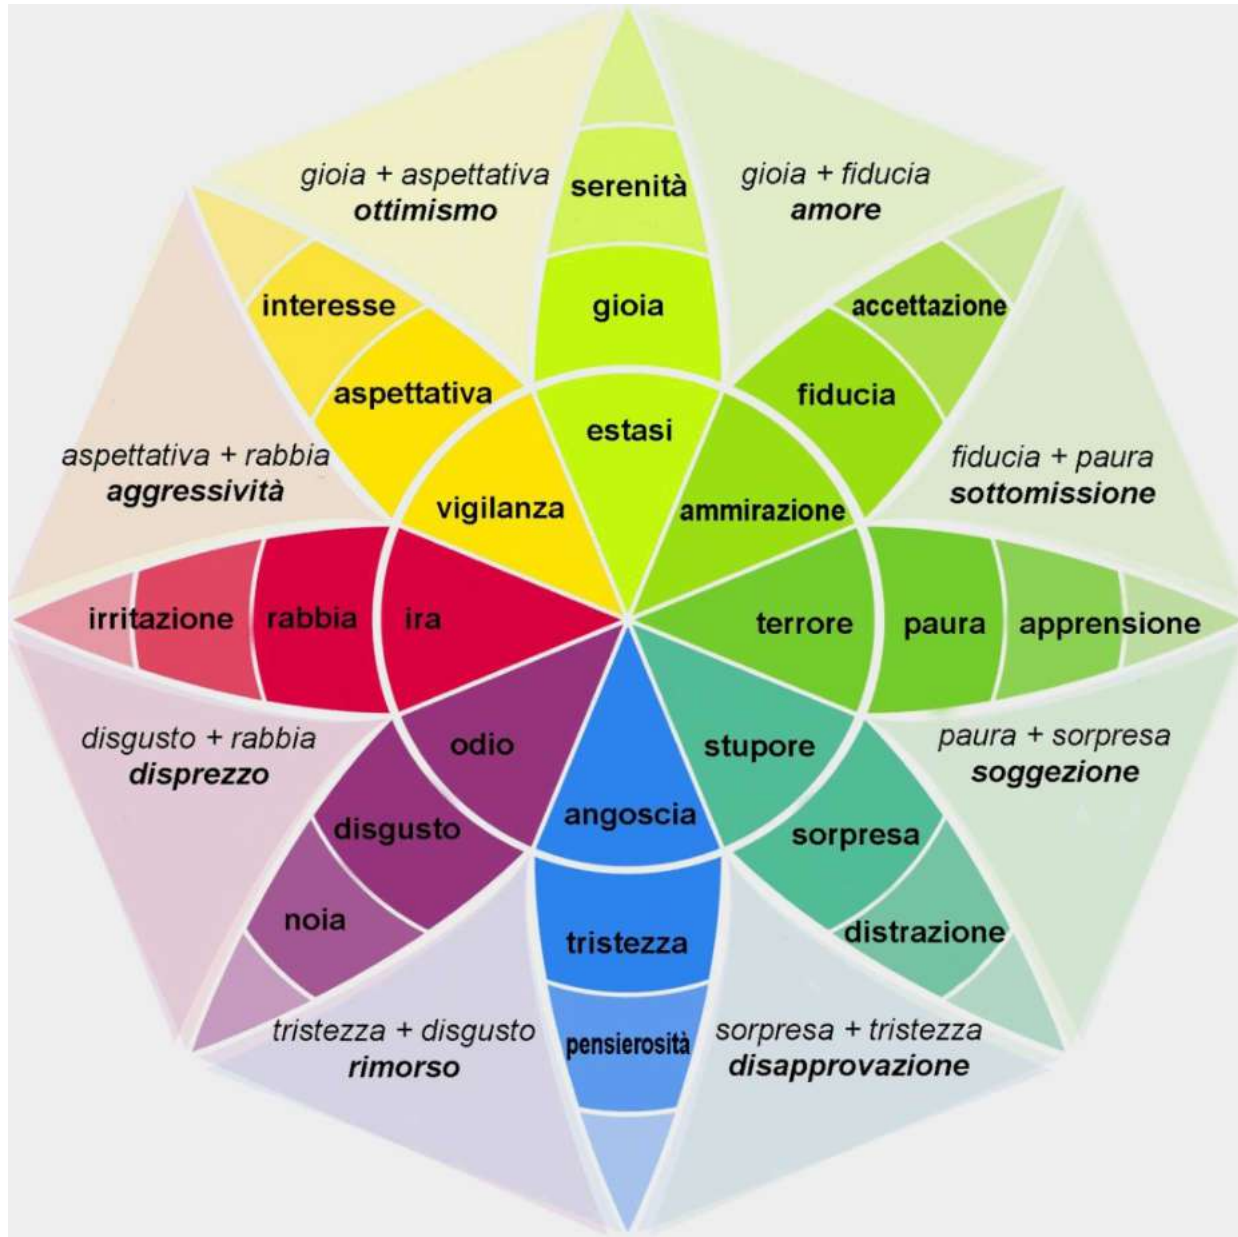 serenità
gioia + aspettativa
ottimismo
gioia + fiducia
amore
interesse
gioia
accettazione
aspettativa
fiducia
estasi
aspettativa + rabbia
aggressività
fiducia + paura
sottomissione
vigilanza
ammirazione
irritazione
rabbia
ira
terrore
paura
apprensione
disgusto + rabbia
disprezzo
odio
stupore
paura + sorpresa
soggezione
angoscia
disgusto
sorpresa
noia
tristezza
distrazione
tristezza + disgusto
rimorso
pensierosità
sorpresa + tristezza
disapprovazione